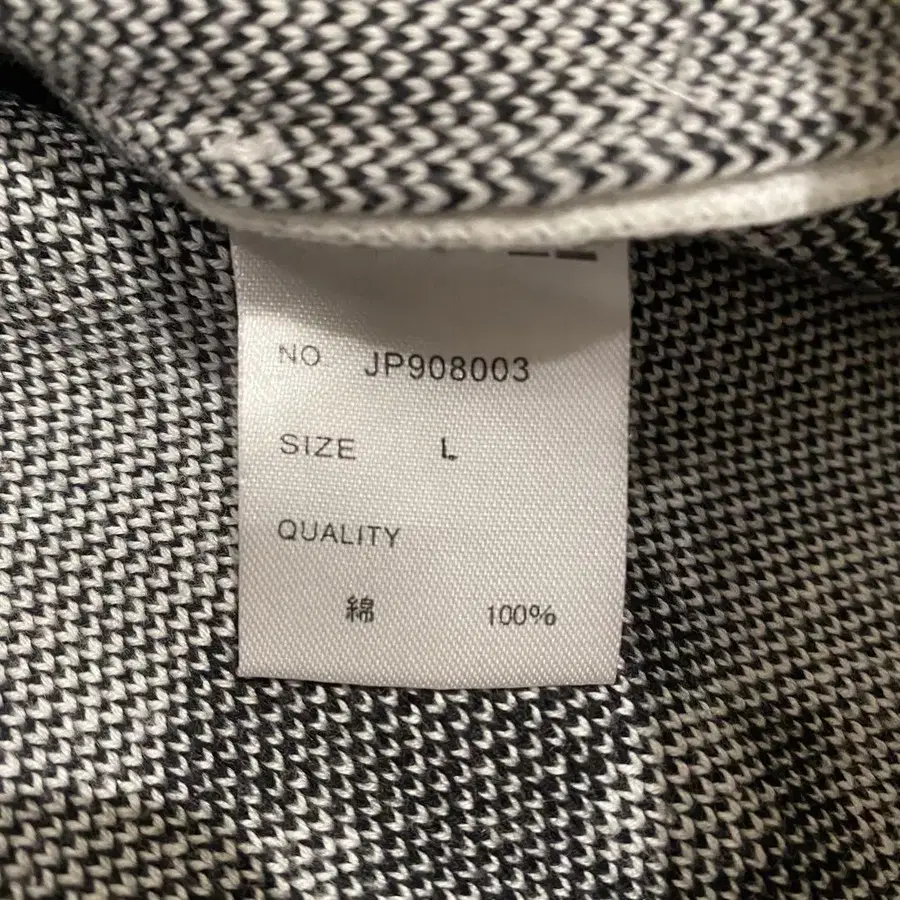 NO JP908003
SIZE L
QUALITY
綿 100%